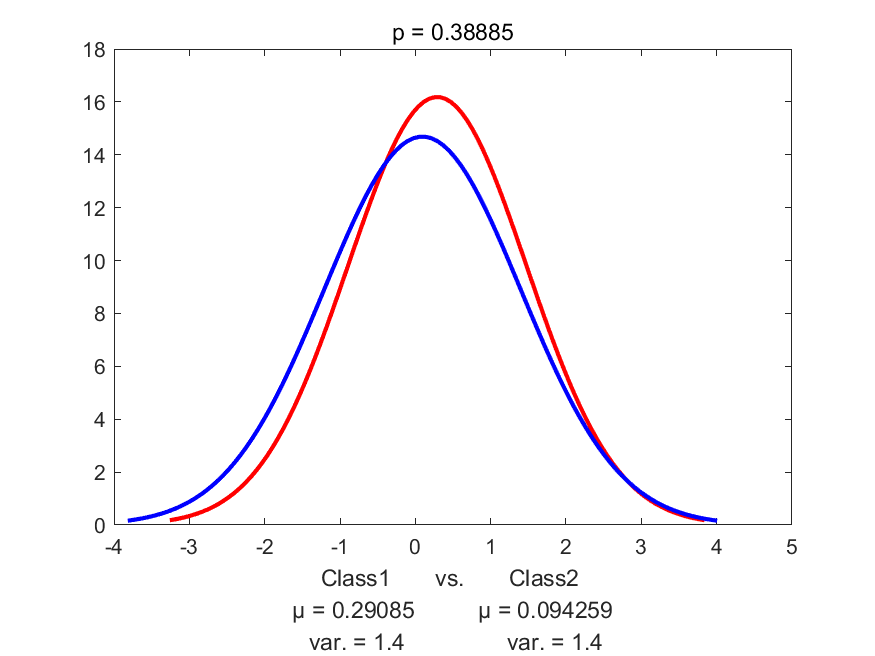 p = 0.38885
18
16
14
12
10
8
6
4
2
0
-4 -3 -2 -1 0 1 2 3 4 5
Class1 vs. Class2
μ = 0.29085 μ = 0.094259
var. = 1.4 var. = 1.4